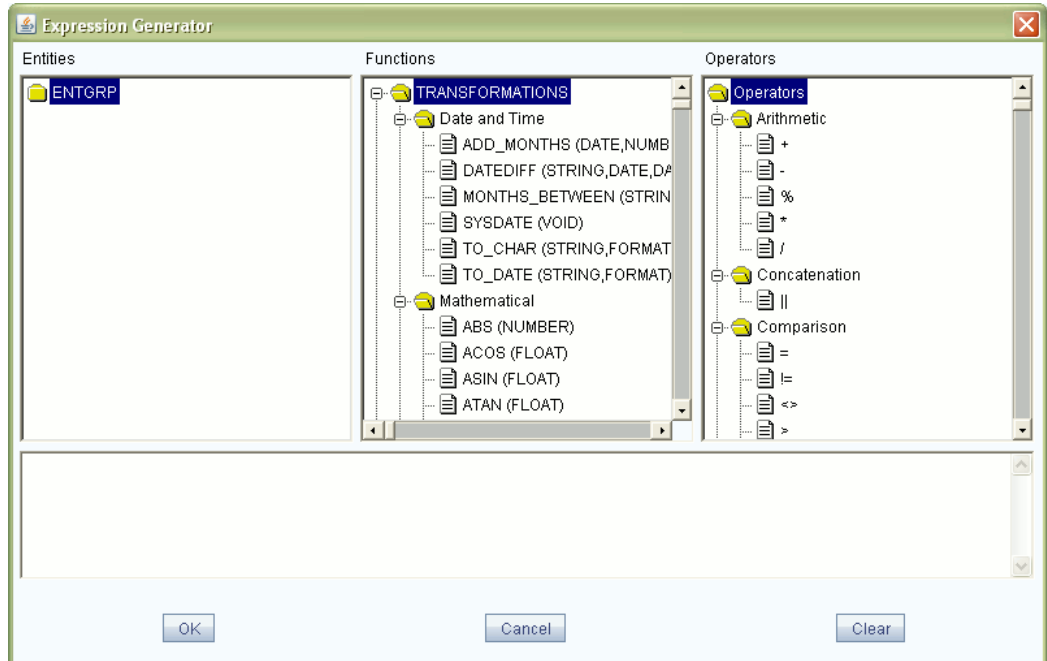 Expression Generator
Entities
ENTGRP
Functions
TRANSFORMATIONS
Date and Time
ADD_MONTHS (DATE,NUMB
DATEDIFF (STRING,DATE,DA
MONTHS_BETWEEN (STRIN
SYSDATE (VOID)
TO_CHAR (STRING,FORMAT
TO_DATE (STRING,FORMAT)
Mathematical
ABS (NUMBER)
ACOS (FLOAT)
ASIN (FLOAT)
ATAN (FLOAT)
Operators
Operators
Arithmetic
+
-
%
*
/
Concatenation
||
Comparison
=
!=
<>
>
OK
Cancel
Clear